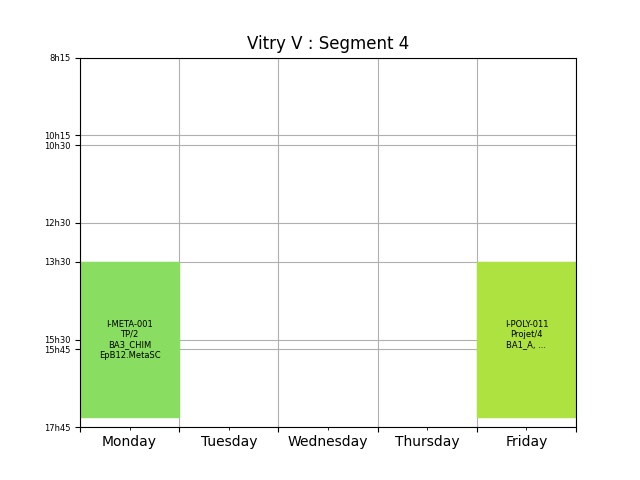 Vitry V : Segment 4
8h15
10h15
10h30
12h30
13h30
15h30
15h45
17h45
I-META-001
TP/2
BA3_CHIM
EpB12.MetaSC
I-POLY-011
Projet/4
BA1_A, ...
Monday
Tuesday
Wednesday
Thursday
Friday